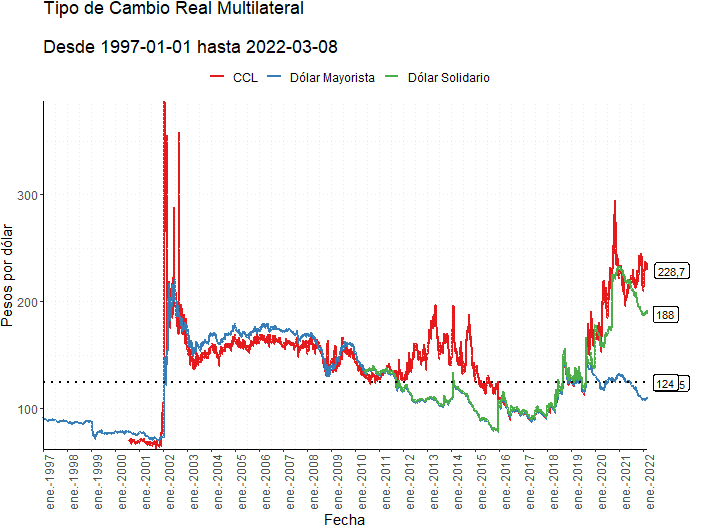 Tipo de Cambio Real Multilateral
Desde 1997-01-01 hasta 2022-03-08
CCL Dólar Mayorista Dólar Solidario
Pesos por dólar
300
200
100
228,7
188
124,5
ene.-1997
ene.-1998
ene.-1999
ene.-2000
ene.-2001
ene.-2002
ene.-2003
ene.-2004
ene.-2005
ene.-2006
ene.-2007
ene.-2008
ene.-2009
ene.-2010
ene.-2011
ene.-2012
ene.-2013
ene.-2014
ene.-2015
ene.-2016
ene.-2017
ene.-2018
ene.-2019
ene.-2020
ene.-2021
ene.-2022
Fecha